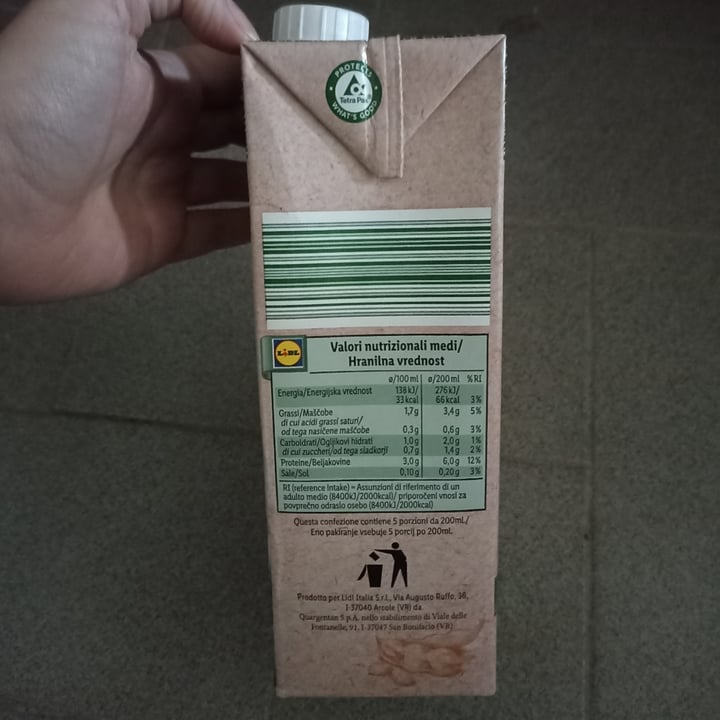 PROTECTS
Tetra Pak
WHAT'S GOOD
LIDL
Valori nutrizionali medi/
Hranilna vrednost
ø/100 ml ø/200 ml %RI
Energia/Energijska vrednost 138 kJ/ 276 kJ/
33 kcal 66 kcal 3%
Grassi/Maščobe 1,7g 3,4g 5%
di cui acidi grassi saturi/
od tega nasičene maščobe 0,3g 0,6g 3%
Carboidrati/Ogljikovi hidrati 1,0g 2,0g 1%
di cui zuccheri/od tega sladkorji 0,7g 1,4g 2%
Proteine/Beljakovine 3,0g 6,0g 12%
Sale/Sol 0,10g 0,20g 3%
RI (reference intake) = Assunzioni di riferimento di un
adulto medio (8400kJ/2000kcal)/ priporočeni vnosi za
povprečno odraslo osebo (8400kJ/2000kcal)
Questa confezione contiene 5 porzioni da 200ml./
Eno pakiranje vsebuje 5 porcij po 200ml.
Prodotto per Lidl Italia S.r.l., Via Augusto Ruffo, 36,
I-37040 Arcole (VR) da
Quargentan S.p.A. nello stabilimento di Viale delle
Fontanelle, 91, I-37047 San Bonifacio (VR)